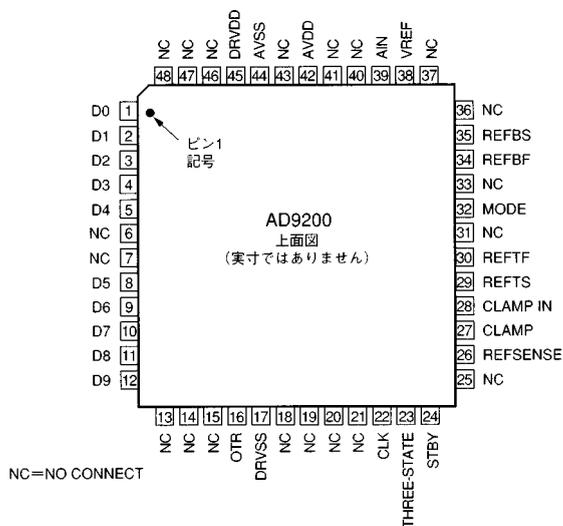 NC
NC
NC
DRVDD
AVSS
NC
AVDD
NC
NC
AIN
VREF
NC
48 47 46 45 44 43 42 41 40 39 38 37
D0 1
D1 2
D2 3
D3 4
D4 5
NC 6
NC 7
D5 8
D6 9
D7 10
D8 11
D9 12
ピン1
記号
AD9200
上面図
(実寸ではありません)
36 NC
35 REFBS
34 REFBF
33 NC
32 MODE
31 NC
30 REFTF
29 REFTS
28 CLAMP IN
27 CLAMP
26 REFSENSE
25 NC
13 14 15 16 17 18 19 20 21 22 23 24
NC
NC
NC
OTR
DRVSS
NC
NC
NC
NC
CLK
THREE-STATE
STBY
NC=NO CONNECT